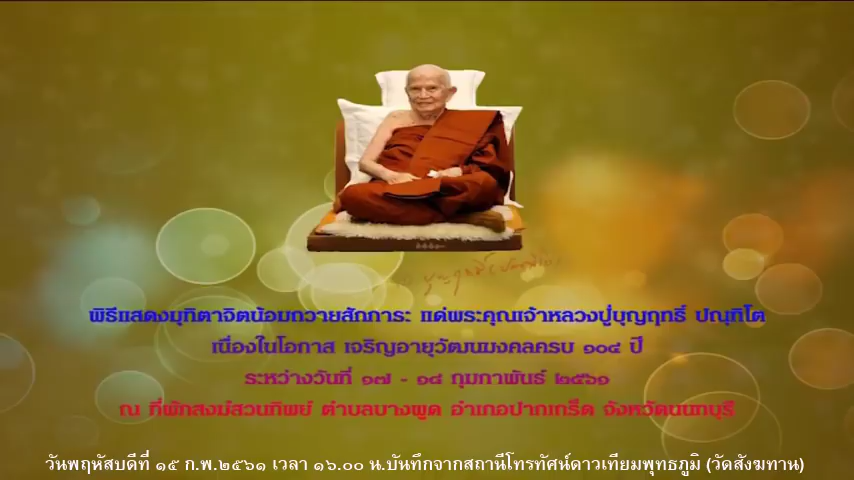 พิธีแสดงมุทิตาจิตน้อมถวายสักการะ แด่พระคุณเจ้าหลวงปู่บุญฤทธิ์ ปณฺฑิโต
เนื่องในโอกาส เจริญอายุวัฒนมงคลครบ ๑๐๔ ปี
ระหว่างวันที่ ๑๗ - ๑๘ กุมภาพันธ์ ๒๕๖๑
ณ ที่พักสงฆ์สวนทิพย์ ตำบลบางพูด อำเภอปากเกร็ด จังหวัดนนทบุรี
วันพฤหัสบดีที่ ๑๕ ก.พ.๒๕๖๑ เวลา ๑๖.๐๐ น.บันทึกจากสถานีโทรทัศน์ดาวเทียมพุทธภูมิ (วัดสังฆทาน)